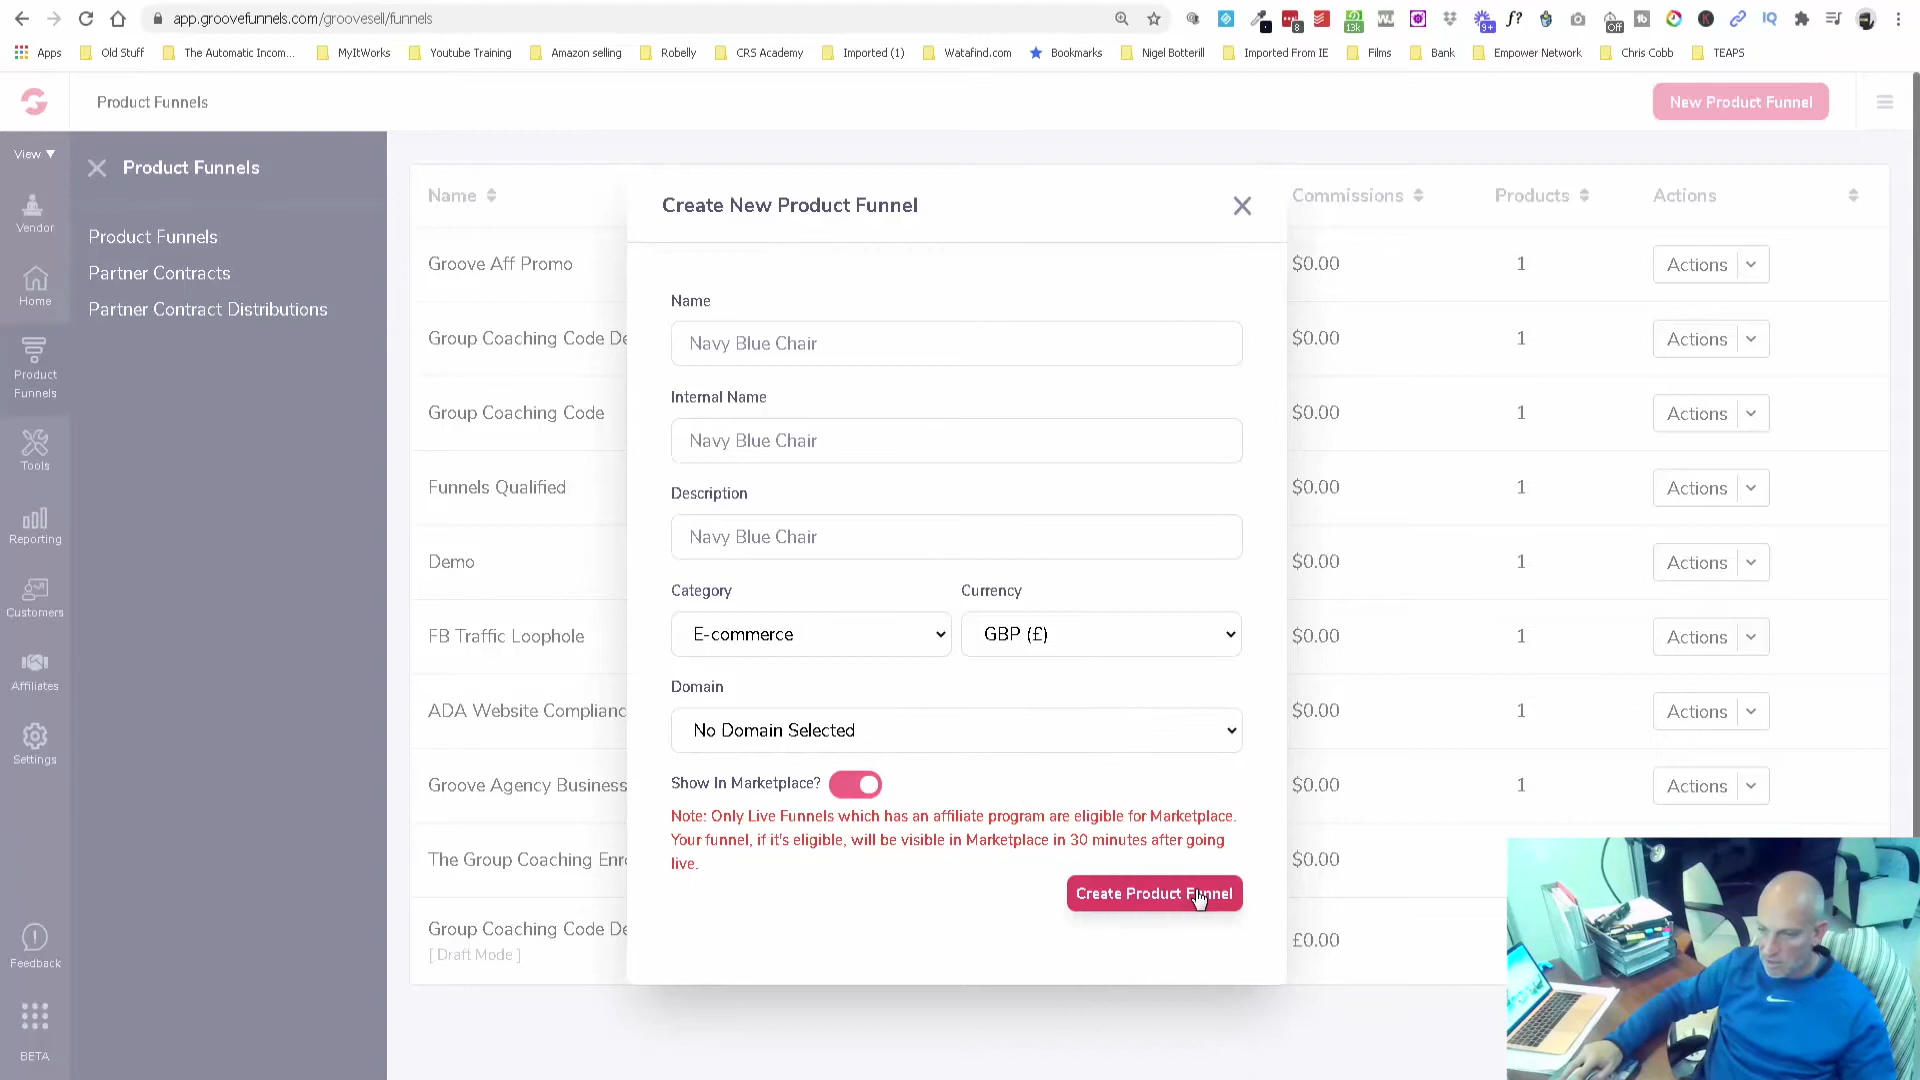 app.groovefunnels.com/groovesell/funnels
Apps
Old Stuff
The Automatic Incom...
MyItWorks
Youtube Training
Amazon selling
Robelly
CRS Academy
Imported (1)
Watafind.com
Bookmarks
Nigel Botterill
Imported From IE
Films
Bank
Empower Network
Chris Cobb
TEAPS
Product Funnels
New Product Funnel
View ▼
Product Funnels
Vendor
Product Funnels
Partner Contracts
Partner Contract Distributions
Home
Product
Funnels
Tools
Reporting
Customers
Affiliates
Settings
Feedback
BETA
Name
Commissions
Products
Actions
Groove Aff Promo
$0.00
1
Actions
Group Coaching Code De
$0.00
1
Actions
Group Coaching Code
$0.00
1
Actions
Funnels Qualified
$0.00
1
Actions
Demo
$0.00
1
Actions
FB Traffic Loophole
$0.00
1
Actions
ADA Website Complianc
$0.00
1
Actions
Groove Agency Business
$0.00
1
Actions
The Group Coaching Enro
$0.00
Group Coaching Code De
[ Draft Mode ]
£0.00
Create New Product Funnel
Name
Navy Blue Chair
Internal Name
Navy Blue Chair
Description
Navy Blue Chair
Category
Currency
E-commerce
GBP (£)
Domain
No Domain Selected
Show In Marketplace?
Note: Only Live Funnels which has an affiliate program are eligible for Marketplace.
Your funnel, if it's eligible, will be visible in Marketplace in 30 minutes after going
live.
Create Product Funnel